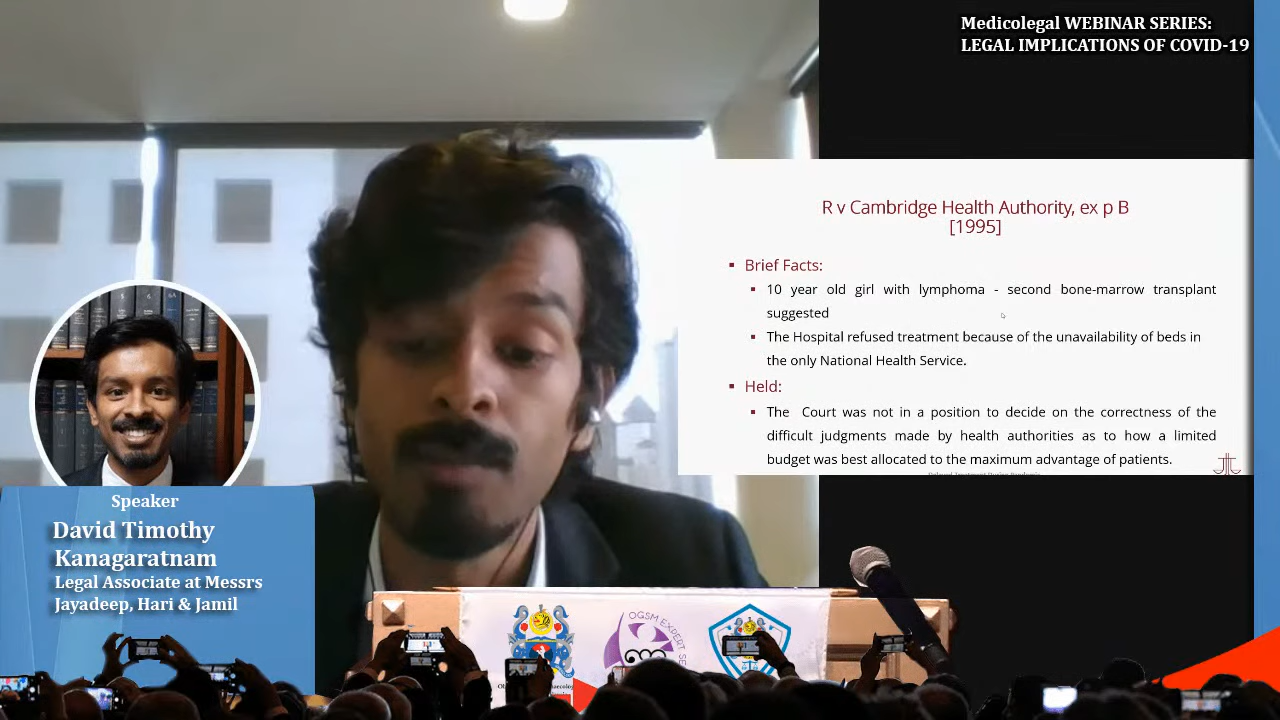 Medicolegal WEBINAR SERIES:
LEGAL IMPLICATIONS OF COVID-19
R v Cambridge Health Authority, ex p B
[1995]
▪ Brief Facts:
▪ 10 year old girl with lymphoma - second bone-marrow transplant
suggested
▪ The Hospital refused treatment because of the unavailability of beds in
the only National Health Service.
▪ Held:
▪ The Court was not in a position to decide on the correctness of the
difficult judgments made by health authorities as to how a limited
budget was best allocated to the maximum advantage of patients.
Speaker
David Timothy
Kanagaratnam
Legal Associate at Messrs
Jayadeep, Hari & Jamil
OGSM EXPERT SE